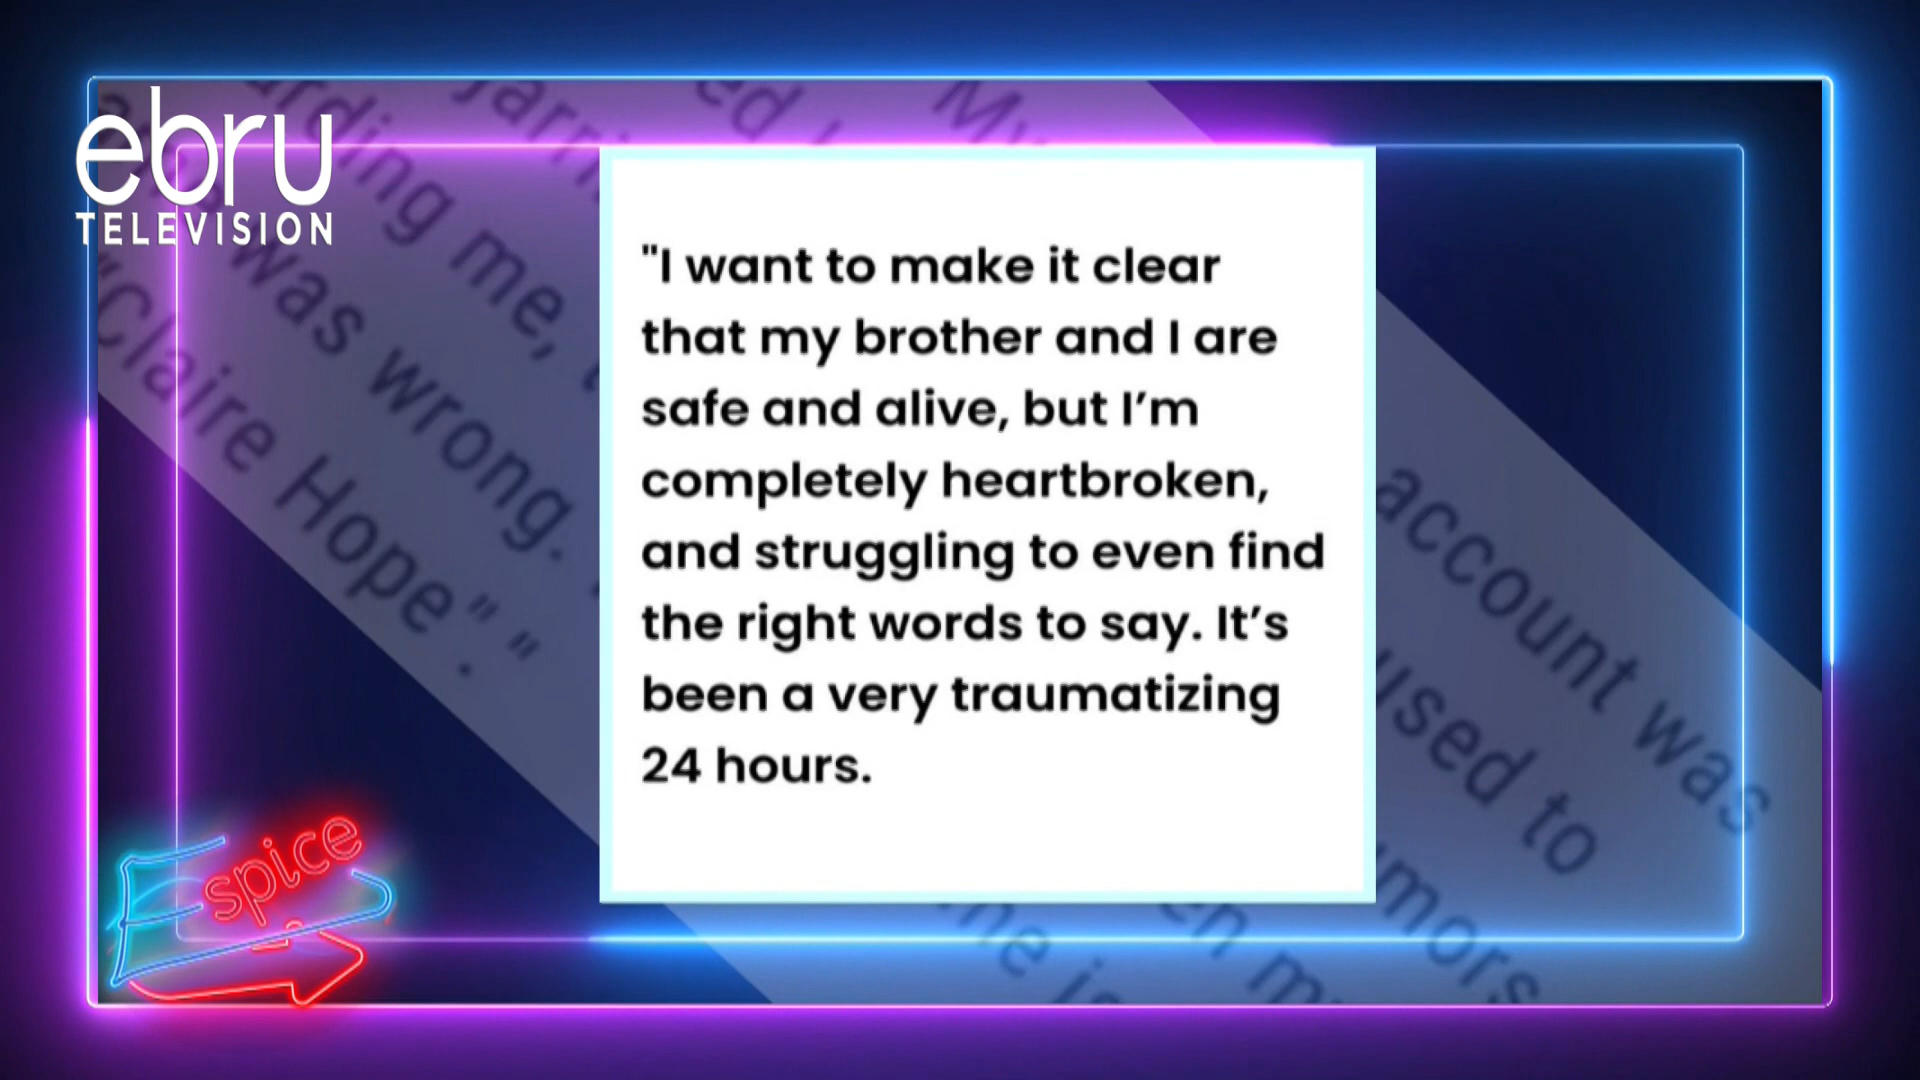 ebru
TELEVISION
"I want to make it clear
that my brother and I are
safe and alive, but I’m
completely heartbroken,
and struggling to even find
the right words to say. It’s
been a very traumatizing
24 hours.
me,
was wrong.
"Claire Hope"."
My
account was
used to
Espice